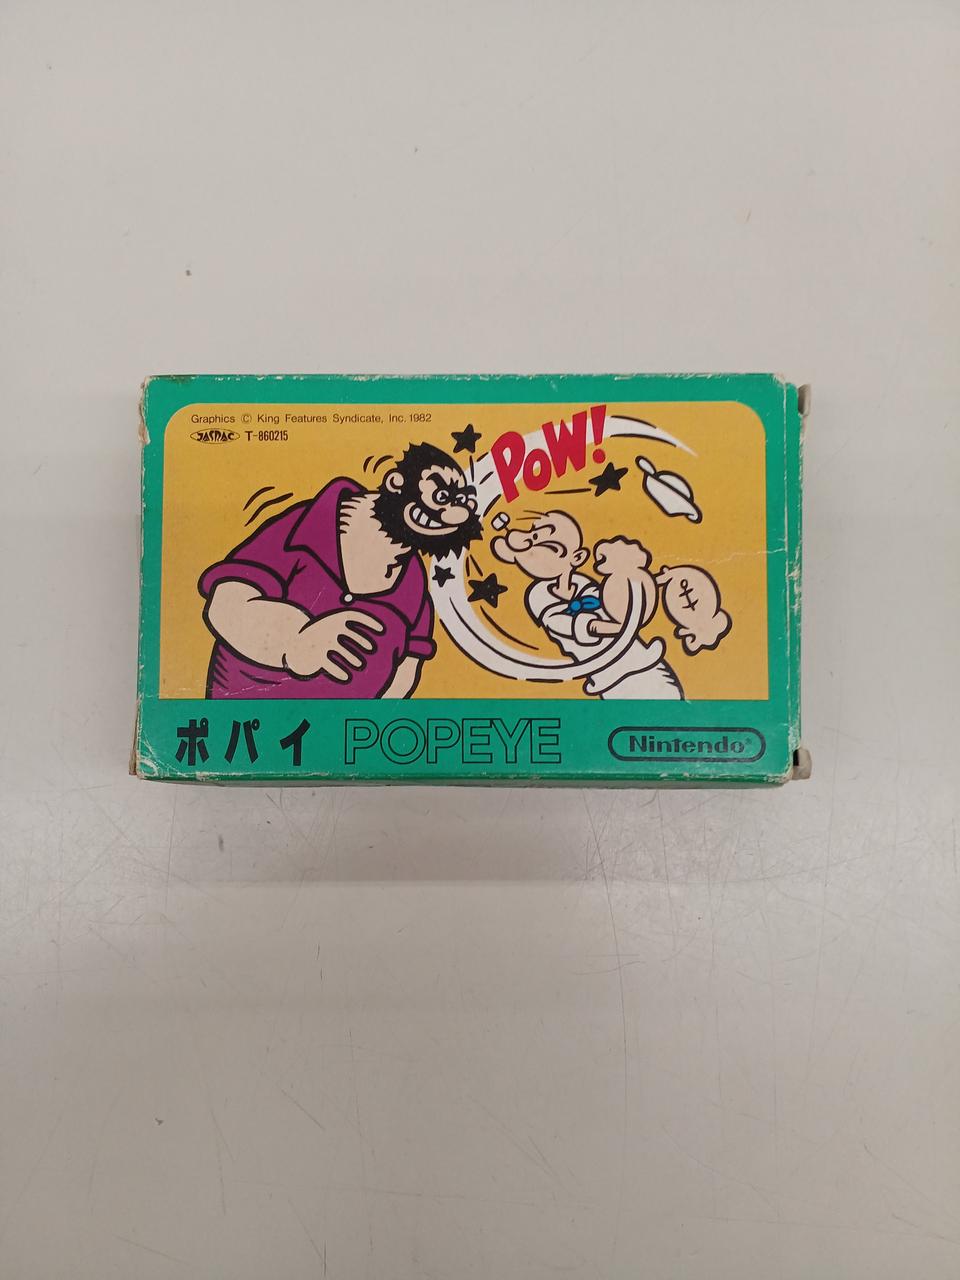 Graphics © King Features Syndicate, Inc. 1982
JASRAC T-860215
POW!
ポパイ POPEYE Nintendo®